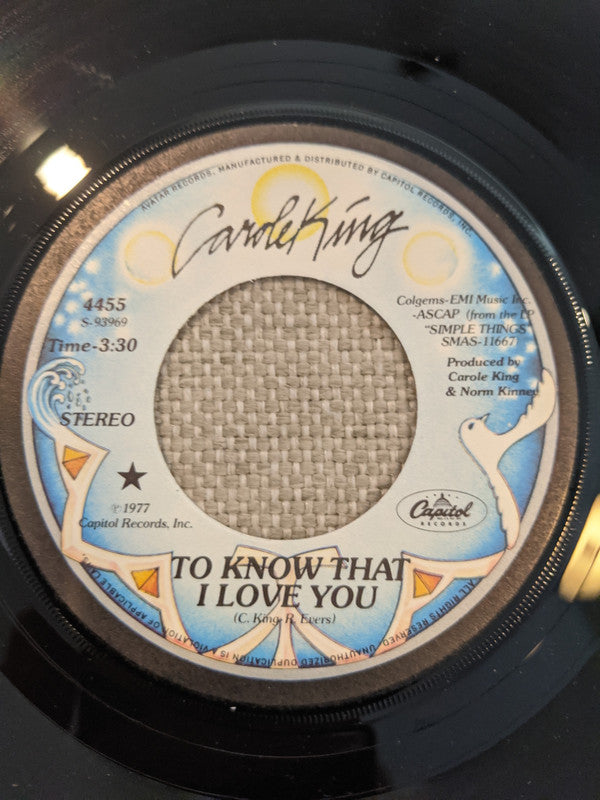 AVATAR RECORDS, MANUFACTURED & DISTRIBUTED BY CAPITOL RECORDS, INC.
Carole King
4455
S-93969
Time-3:30
STEREO
℗ 1977
Capitol Records, Inc.
Colgems-EMI Music Inc.
-ASCAP (from the LP
"SIMPLE THINGS"
SMAS-11667)
Produced by
Carole King
& Norm Kinney
Capitol
RECORDS
TO KNOW THAT
I LOVE YOU
(C. King-R. Evers)
ALL RIGHTS RESERVED. UNAUTHORIZED DUPLICATION IS A VIOLATION OF APPLICABLE LAWS